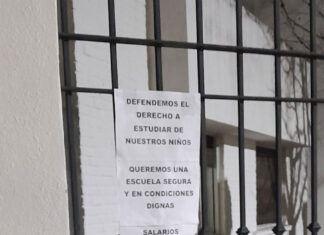 DEFENDEMOS EL
DERECHO A
ESTUDIAR DE
NUESTROS NIÑOS
QUEREMOS UNA
ESCUELA SEGURA
Y EN CONDICIONES
DIGNAS
SALARIOS